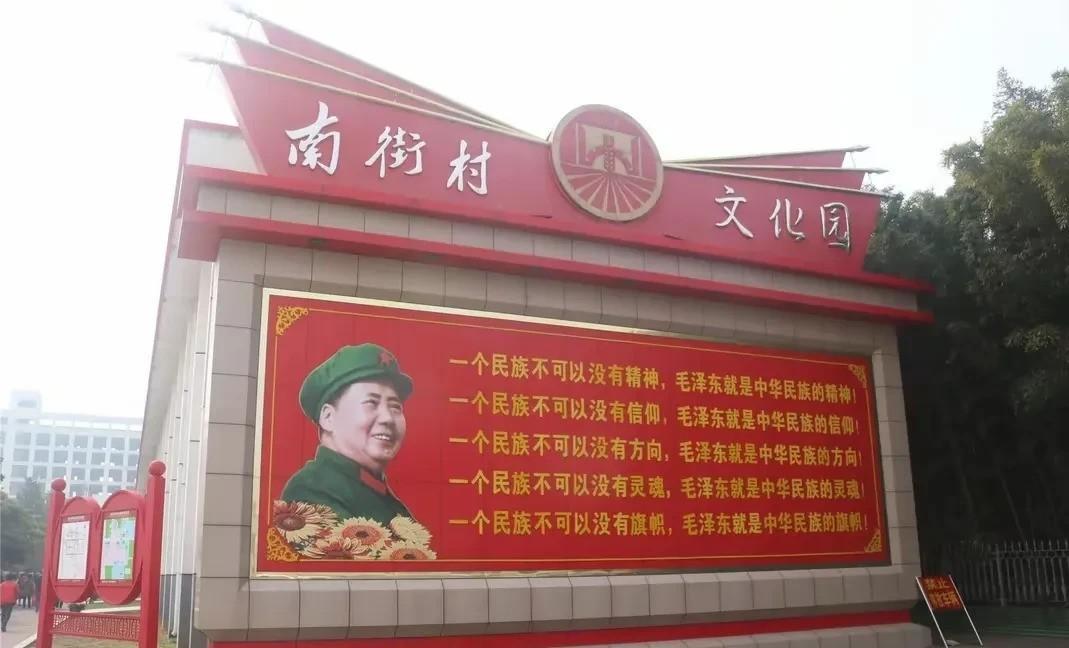 南街村 文化园
一个民族不可以没有精神，毛泽东就是中华民族的精神！
一个民族不可以没有信仰，毛泽东就是中华民族的信仰！
一个民族不可以没有方向，毛泽东就是中华民族的方向！
一个民族不可以没有灵魂，毛泽东就是中华民族的灵魂！
一个民族不可以没有旗帜，毛泽东就是中华民族的旗帜！
禁止